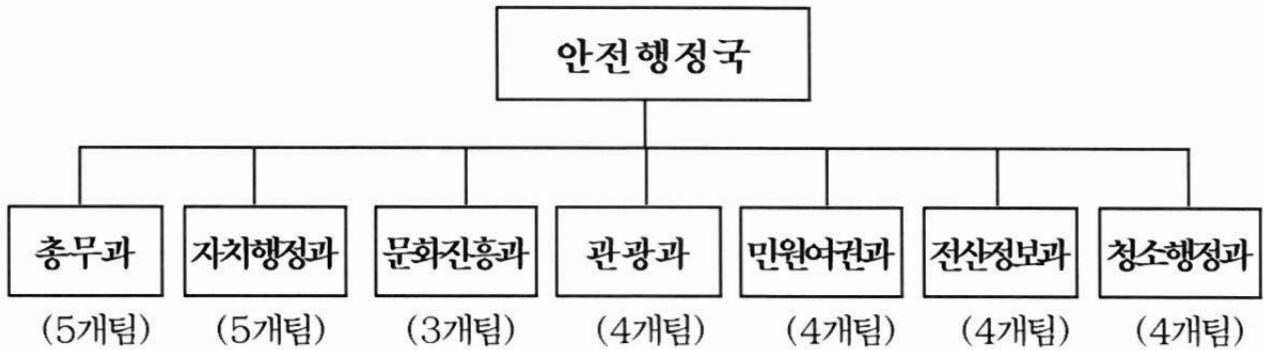 안전행정국
총무과 자치행정과 문화진흥과 관광과 민원여권과 전산정보과 청소행정과
(5개팀) (5개팀) (3개팀) (4개팀) (4개팀) (4개팀) (4개팀)